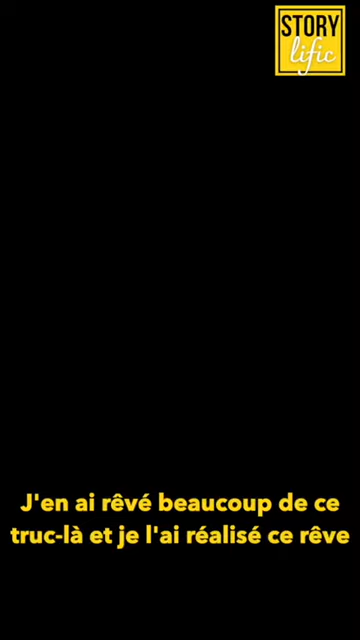 STORY
lific
J'en ai rêvé beaucoup de ce
truc-là et je l'ai réalisé ce rêve